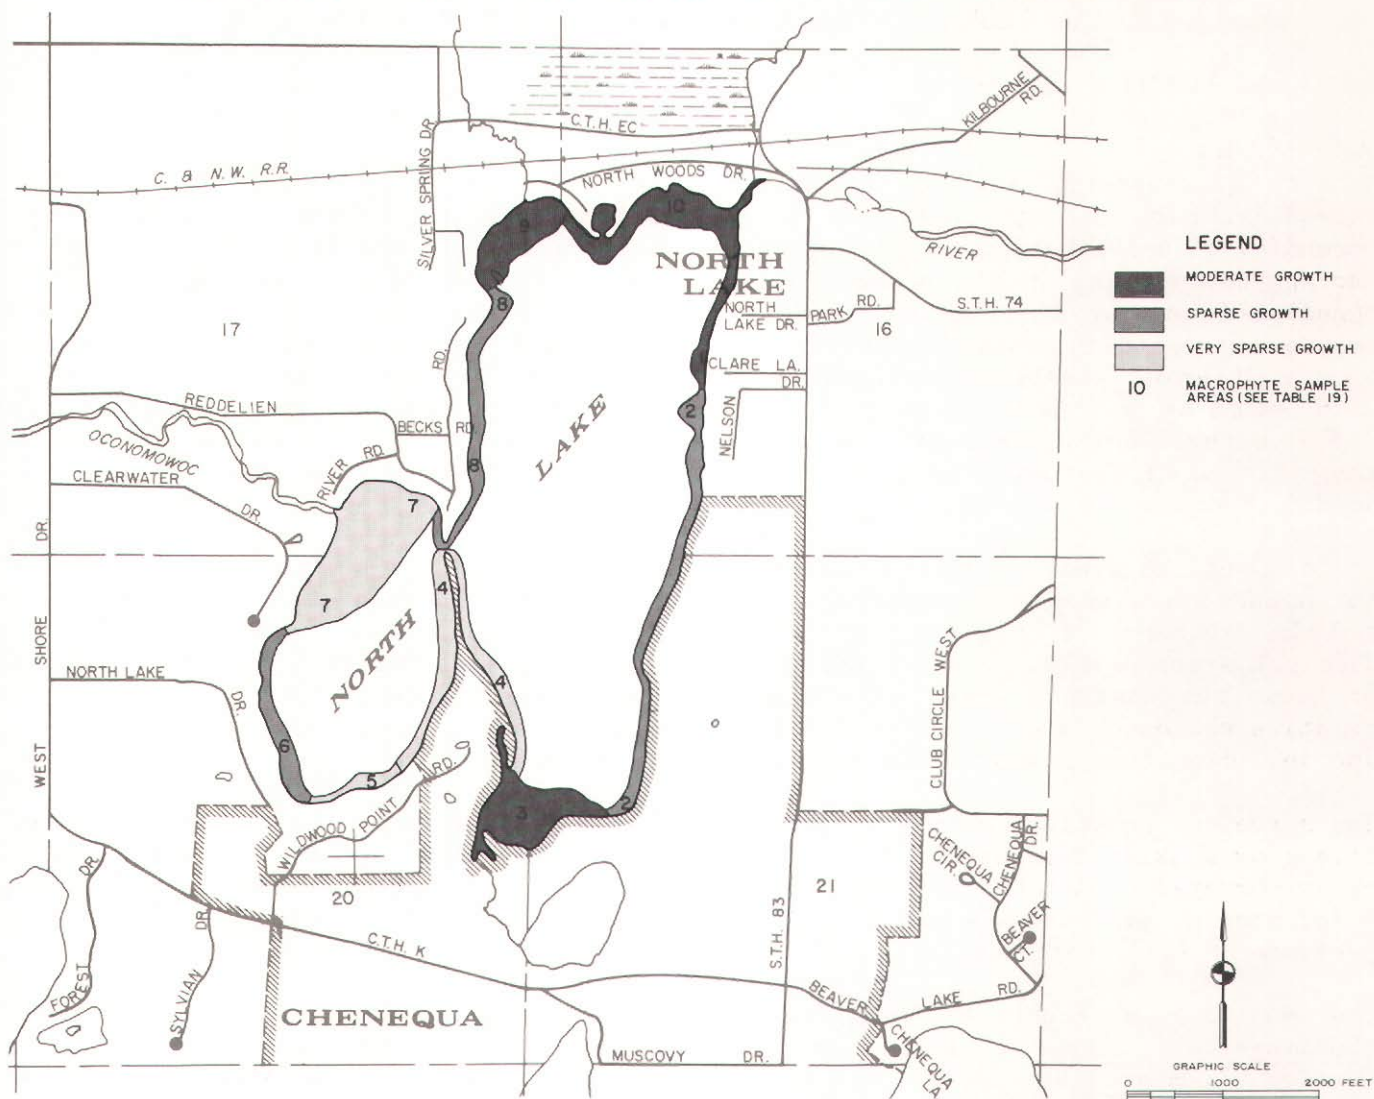 C.T.H. EC
KILBOURNE
RD.
C. & N.W. R.R.
SILVER SPRING DR.
NORTH WOODS DR.
10
9
RIVER
NORTH
LAKE
8
NORTH
LAKE DR.
PARK RD.
S.T.H. 74
16
17
RD.
CLARE LA.
DR.
NELSON
2
REDDELIEN
BECKS RD.
LAKE
OCONOMOWOC
RIVER RD.
CLEARWATER
DR.
8
7
7
4
WEST SHORE DR.
NORTH LAKE
DR.
NORTH
4
6
5
RD.
WILDWOOD POINT
3
2
CLUB CIRCLE WEST
CHENEQUA
CIR.
CHENEQUA
DR.
BEAVER
CT.
20
21
DR.
FOREST
DR.
SYLVIAN
C.T.H. K
S.T.H. 83
BEAVER
LAKE RD.
CHENEQUA
MUSCOVY DR.
CHENEQUA
LA
LEGEND
MODERATE GROWTH
SPARSE GROWTH
VERY SPARSE GROWTH
10 MACROPHYTE SAMPLE
AREAS (SEE TABLE 19)
GRAPHIC SCALE
0 1000 2000 FEET